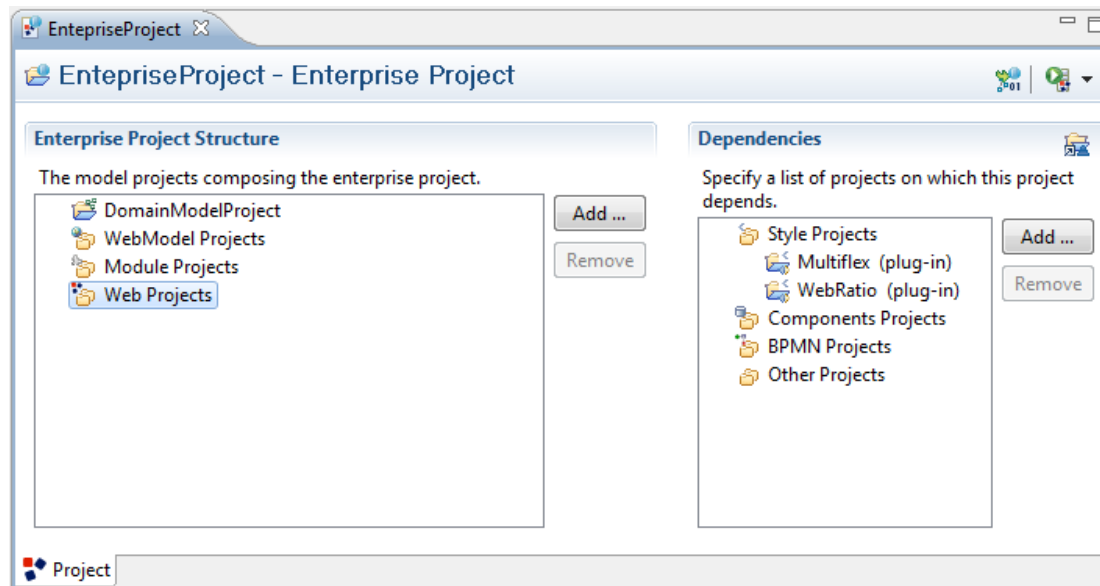 EntepriseProject
EntepriseProject - Enterprise Project
01
Enterprise Project Structure
The model projects composing the enterprise project.
DomainModelProject
WebModel Projects
Module Projects
Web Projects
Add ...
Remove
Dependencies
Specify a list of projects on which this project
depends.
Style Projects
Multiflex (plug-in)
WebRatio (plug-in)
Components Projects
BPMN Projects
Other Projects
Add ...
Remove
Project